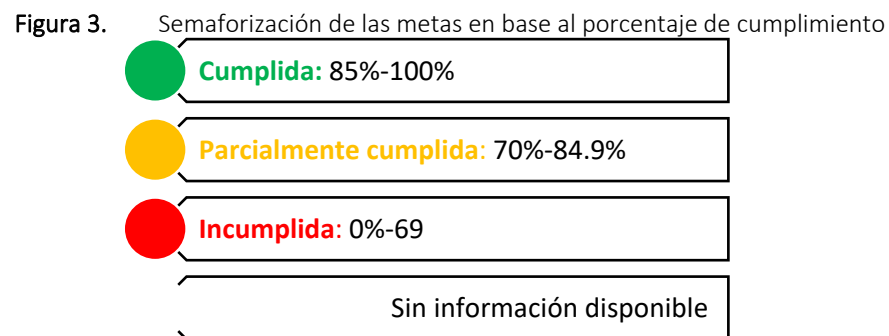 Figura 3. Semaforización de las metas en base al porcentaje de cumplimiento
Cumplida: 85%-100%
Parcialmente cumplida: 70%-84.9%
Incumplida: 0%-69
Sin información disponible